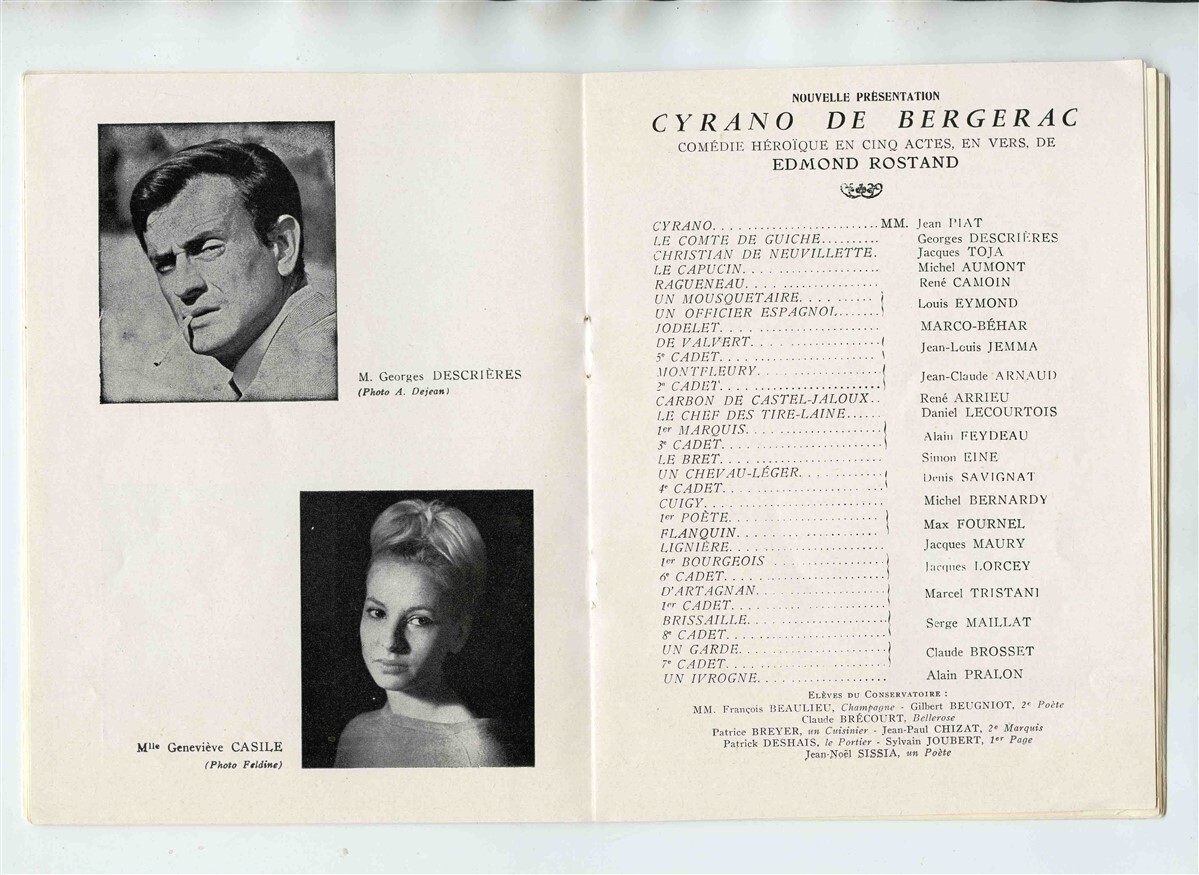 M. Georges DESCRIÈRES
(Photo A. Dejean)
Mlle Geneviève CASILE
(Photo Feldine)
NOUVELLE PRÉSENTATION
CYRANO DE BERGERAC
COMÉDIE HÉROÏQUE EN CINQ ACTES, EN VERS, DE
EDMOND ROSTAND
CYRANO. . . . . . . . . . . . . . . . . . . . . . . . MM. Jean PIAT
LE COMTE DE GUICHE. . . . . . . . . . Georges DESCRIÈRES
CHRISTIAN DE NEUVILLETTE. Jacques TOJA
LE CAPUCIN. . . . . . . . . . . . . . . . . . . . Michel AUMONT
RAGUENEAU. . . . . . . . . . . . . . . . . . . . René CAMOIN
UN MOUSQUETAIRE. . . . . . . . . . .
UN OFFICIER ESPAGNOL. . . . . . . Louis EYMOND
JODELET. . . . . . . . . . . . . . . . . . . . . . . MARCO-BÉHAR
DE VALVERT. . . . . . . . . . . . . . . . . . .
5e CADET. . . . . . . . . . . . . . . . . . . . . . . Jean-Louis JEMMA
MONTFLEURY. . . . . . . . . . . . . . . . . .
2e CADET. . . . . . . . . . . . . . . . . . . . . . . Jean-Claude ARNAUD
CARBON DE CASTEL-JALOUX. . René ARRIEU
LE CHEF DES TIRE-LAINE. . . . . . Daniel LECOURTOIS
1er MARQUIS. . . . . . . . . . . . . . . . . . .
3e CADET. . . . . . . . . . . . . . . . . . . . . . . Alain FEYDEAU
LE BRET. . . . . . . . . . . . . . . . . . . . . . . Simon EINE
UN CHEVAU-LÉGER. . . . . . . . . . . .
4e CADET. . . . . . . . . . . . . . . . . . . . . . . Denis SAVIGNAT
CUIGY. . . . . . . . . . . . . . . . . . . . . . . . . Michel BERNARDY
1er POÈTE. . . . . . . . . . . . . . . . . . . . . .
FLANQUIN. . . . . . . . . . . . . . . . . . . . . Max FOURNEL
LIGNIÈRE. . . . . . . . . . . . . . . . . . . . . . Jacques MAURY
1er BOURGEOIS . . . . . . . . . . . . . . . .
6e CADET. . . . . . . . . . . . . . . . . . . . . . . Jacques LORCEY
D'ARTAGNAN. . . . . . . . . . . . . . . . . .
1er CADET. . . . . . . . . . . . . . . . . . . . . . Marcel TRISTANI
BRISSAILLE. . . . . . . . . . . . . . . . . . . .
8e CADET. . . . . . . . . . . . . . . . . . . . . . . Serge MAILLAT
UN GARDE. . . . . . . . . . . . . . . . . . . . .
7e CADET. . . . . . . . . . . . . . . . . . . . . . . Claude BROSSET
UN IVROGNE. . . . . . . . . . . . . . . . . . . Alain PRALON
ELÈVES DU CONSERVATOIRE :
MM. François BEAULIEU, Champagne - Gilbert BEUGNIOT, 2e Poète
Claude BRÉCOURT, Bellerose
Patrice BREYER, un Cuisinier - Jean-Paul CHIZAT, 2e Marquis
Patrick DESHAIS, le Portier - Sylvain JOUBERT, 1er Page
Jean-Noël SISSIA, un Poète